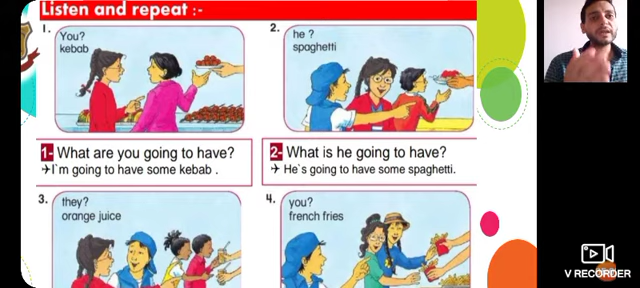 Listen and repeat :-
1.
You?
kebab
2.
he ?
spaghetti
1- What are you going to have?
✈I`m going to have some kebab .
2- What is he going to have?
✈ He`s going to have some spaghetti.
3.
they?
orange juice
4.
you?
french fries
V RECORDER